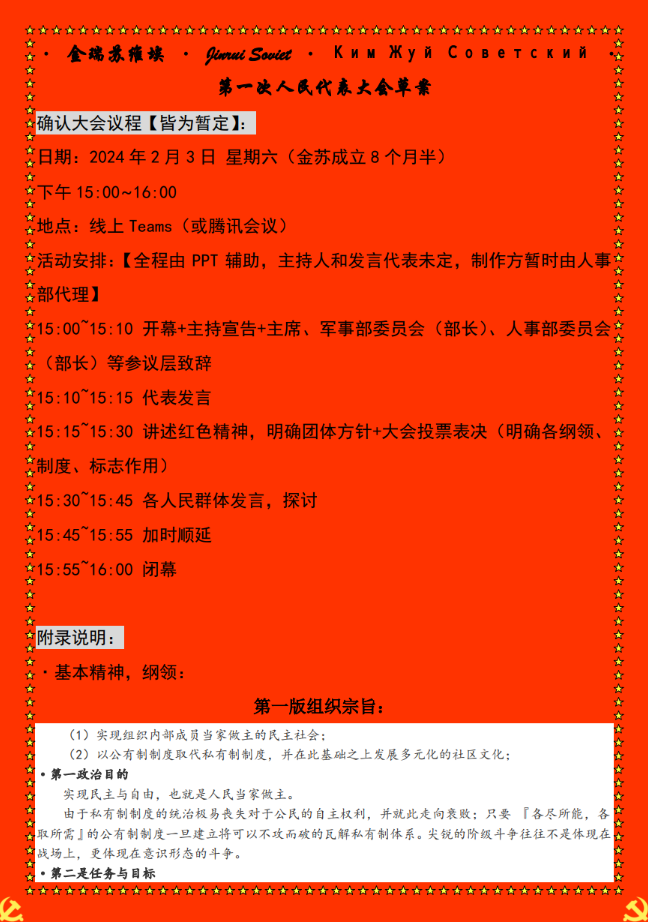 · 金瑞苏维埃 · Jinrui Soviet · Ким Жуй Советский ·
第一次人民代表大会草案
确认大会议程【皆为暂定】：
日期：2024年2月3日 星期六（金苏成立8个月半）
下午15:00~16:00
地点：线上Teams（或腾讯会议）
活动安排：【全程由PPT辅助，主持人和发言代表未定，制作方暂时由人事
部代理】
15:00~15:10 开幕+主持宣告+主席、军事部委员会（部长）、人事部委员会
（部长）等参议层致辞
15:10~15:15 代表发言
15:15~15:30 讲述红色精神，明确团体方针+大会投票表决（明确各纲领、
制度、标志作用）
15:30~15:45 各人民群体发言，探讨
15:45~15:55 加时顺延
15:55~16:00 闭幕
附录说明：
·基本精神，纲领：
第一版组织宗旨：
（1）实现组织内部成员当家做主的民主社会；
（2）以公有制制度取代私有制制度，并在此基础之上发展多元化的社区文化；
·第一政治目的
实现民主与自由，也就是人民当家做主。
由于私有制制度的统治极易丧失对于公民的自主权利，并就此走向衰败；只要 『各尽所能，各
取所需』的公有制制度一旦建立将可以不攻而破的瓦解私有制体系。尖锐的阶级斗争往往不是体现在
战场上，更体现在意识形态的斗争。
·第二是任务与目标